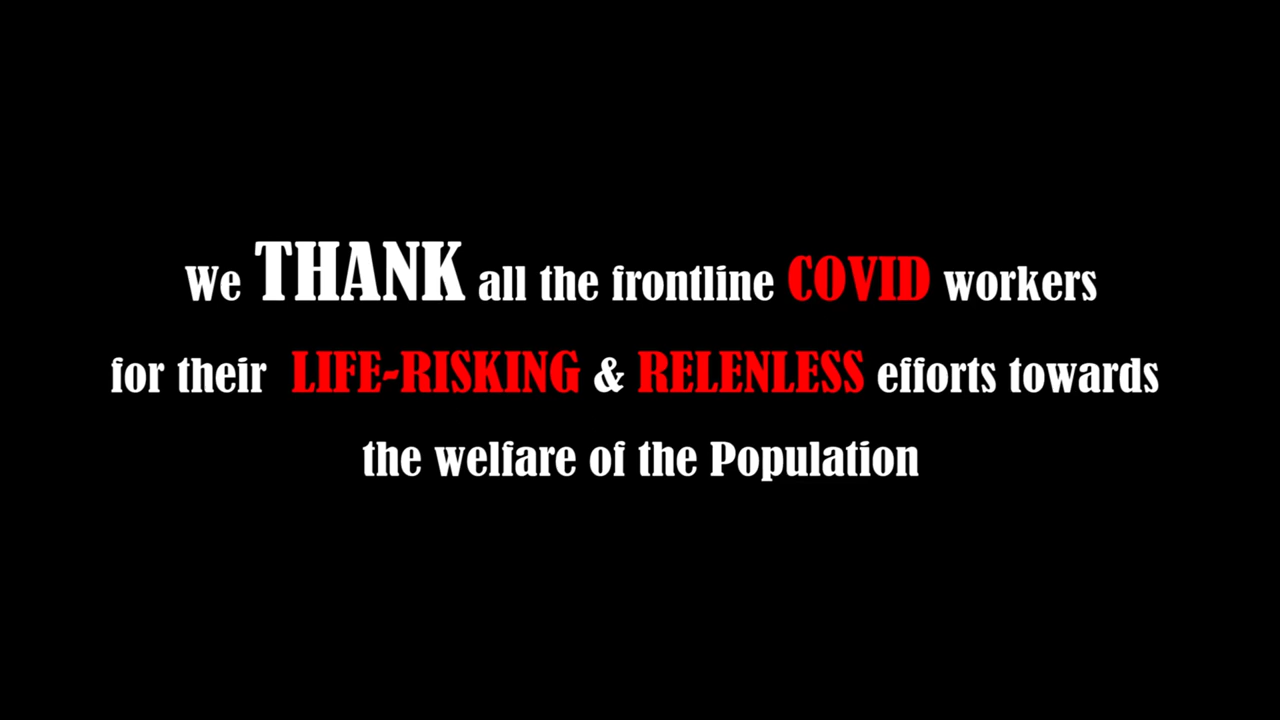 We THANK all the frontline COVID workers
for their LIFE-RISKING & RELENLESS efforts towards
the welfare of the Population